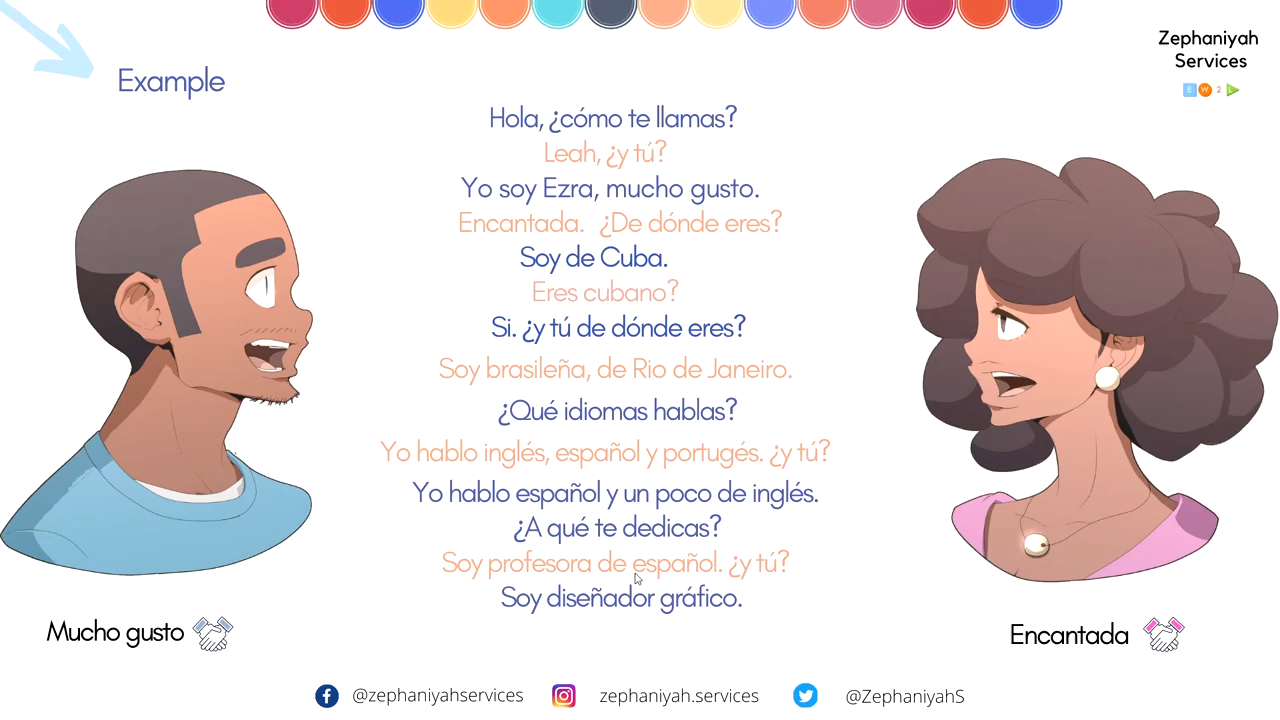 Zephaniyah
Services
E W 2 L
Example
Hola, ¿cómo te llamas?
Leah, ¿y tú?
Yo soy Ezra, mucho gusto.
Encantada. ¿De dónde eres?
Soy de Cuba.
Eres cubano?
Si. ¿y tú de dónde eres?
Soy brasileña, de Rio de Janeiro.
¿Qué idiomas hablas?
Yo hablo inglés, español y portugés. ¿y tú?
Yo hablo español y un poco de inglés.
¿A qué te dedicas?
Soy profesora de español. ¿y tú?
Soy diseñador gráfico.
Mucho gusto
Encantada
@zephaniyahservices
zephaniyah.services
@ZephaniyahS